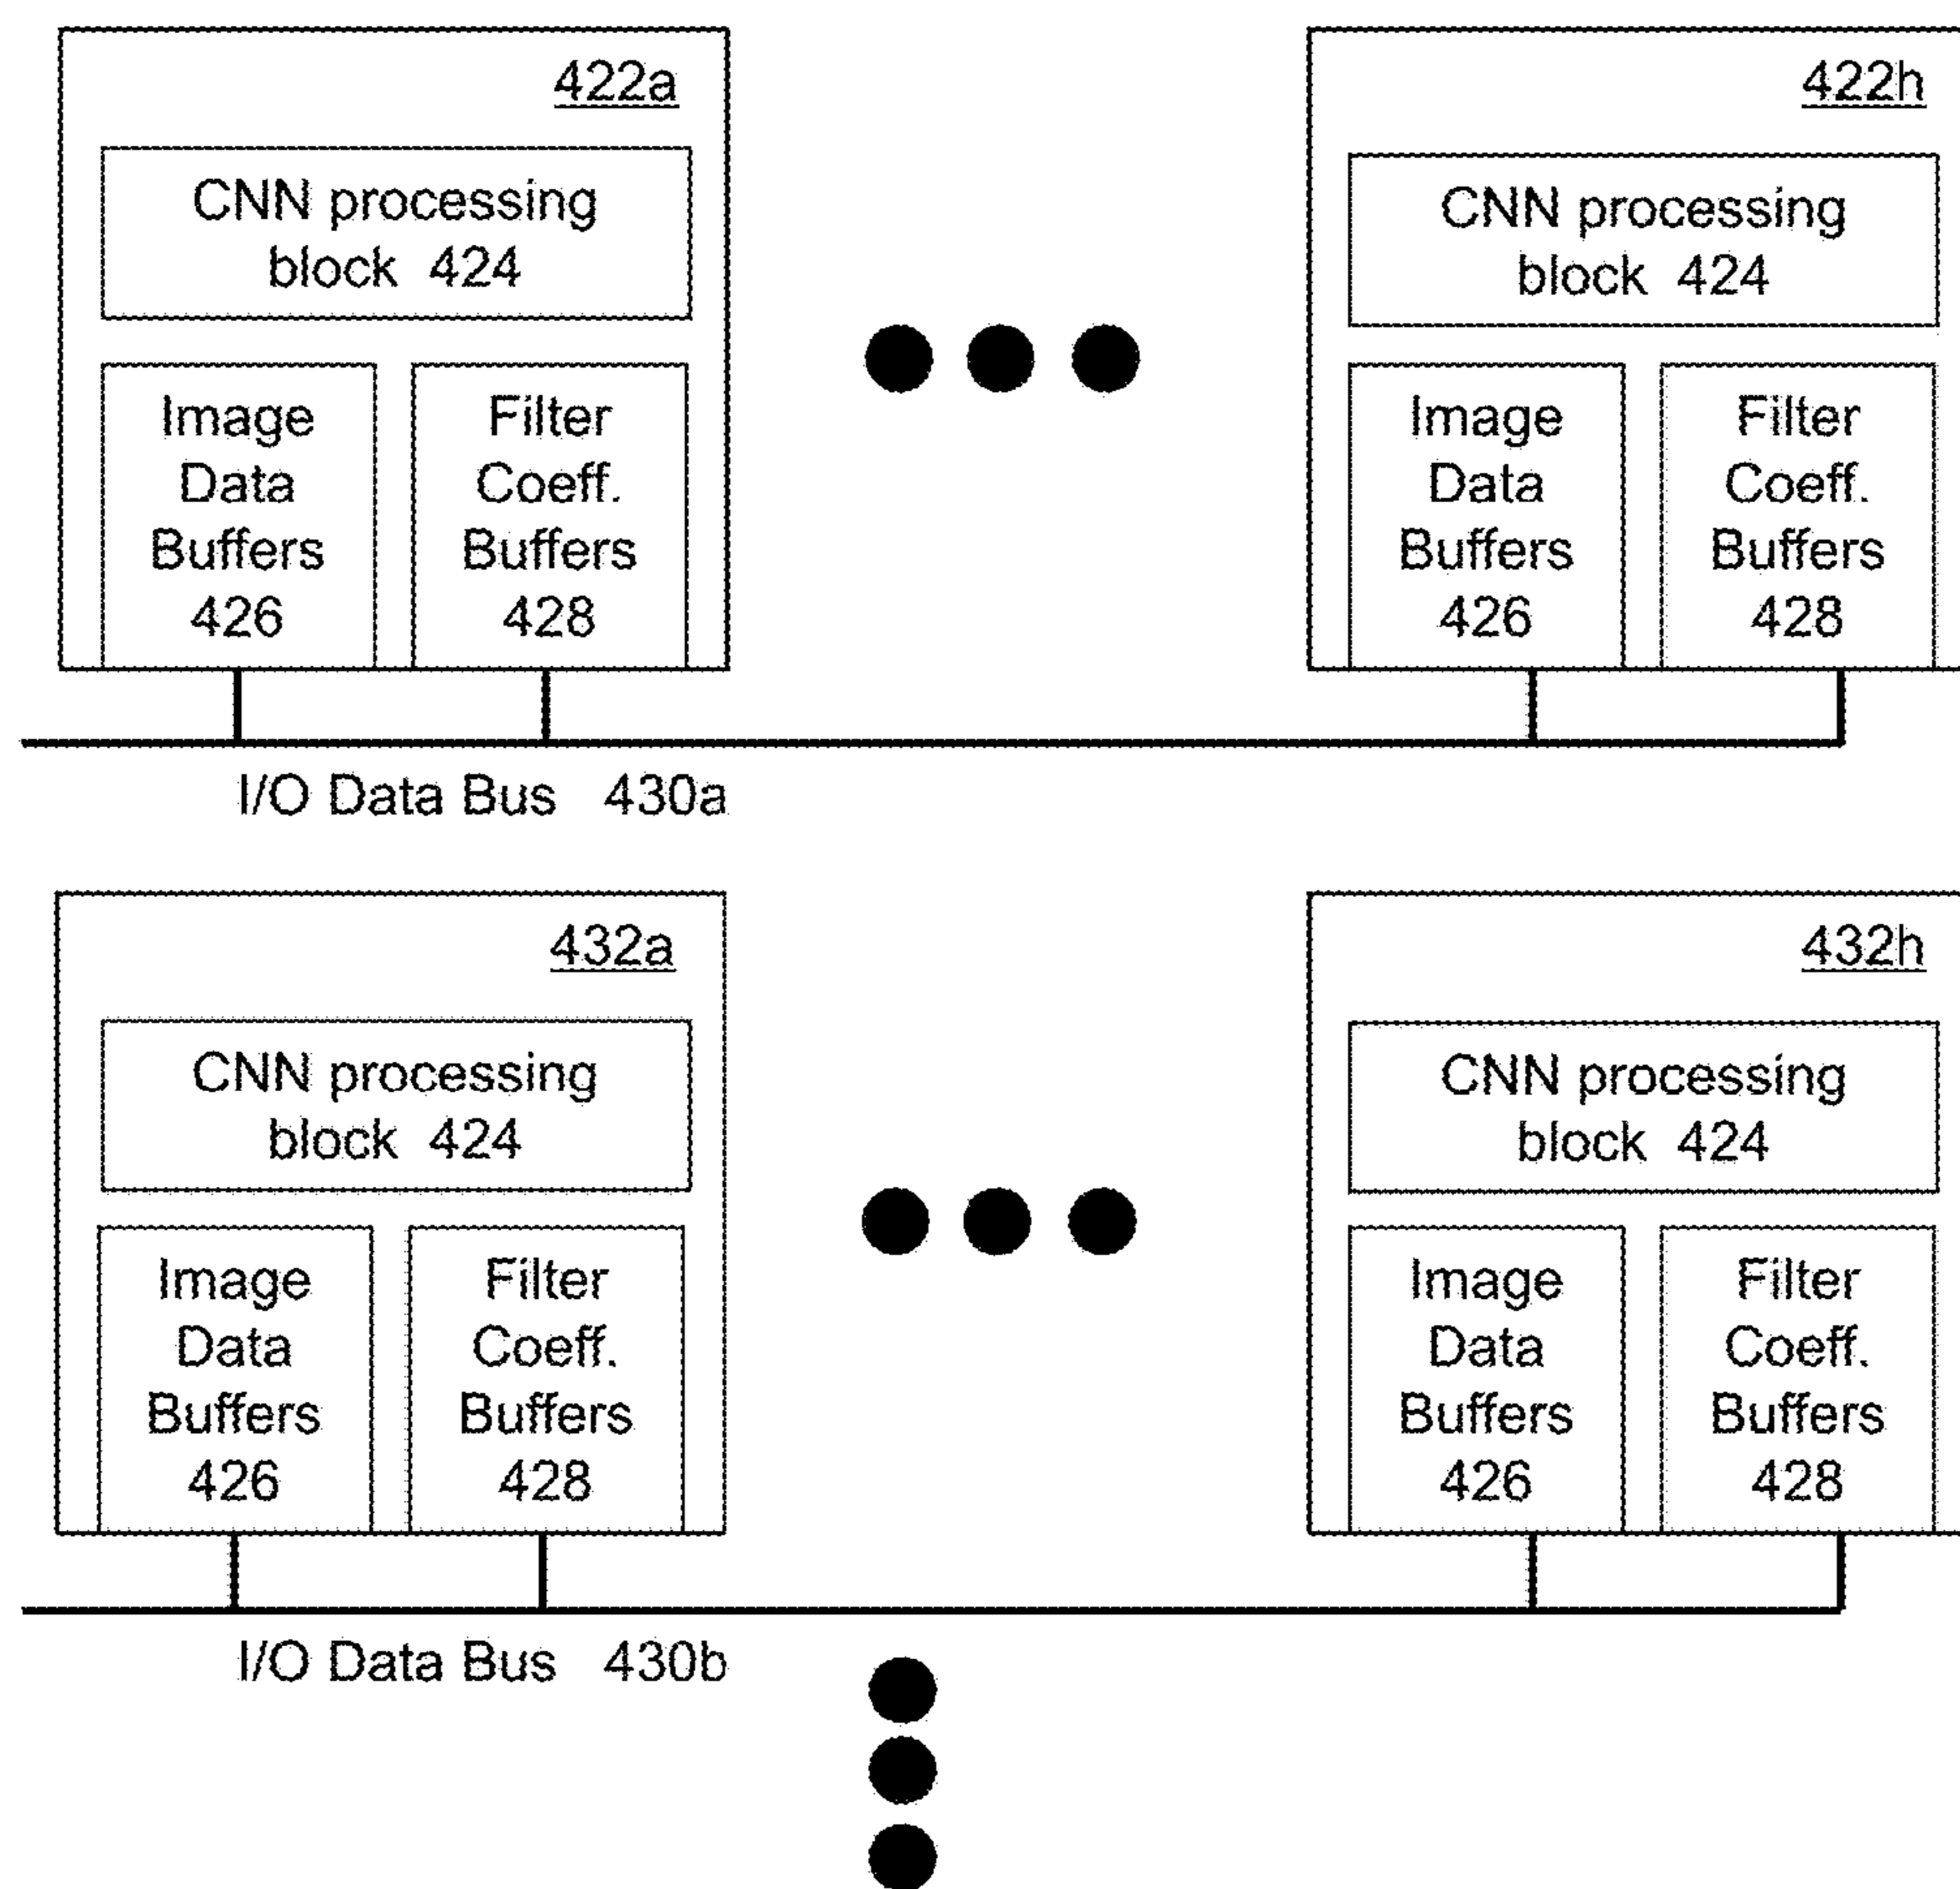 422a
CNN processing
block 424
Image
Data
Buffers
426
Filter
Coeff.
Buffers
428
422h
CNN processing
block 424
Image
Data
Buffers
426
Filter
Coeff.
Buffers
428
I/O Data Bus 430a
432a
CNN processing
block 424
Image
Data
Buffers
426
Filter
Coeff.
Buffers
428
432h
CNN processing
block 424
Image
Data
Buffers
426
Filter
Coeff.
Buffers
428
I/O Data Bus 430b